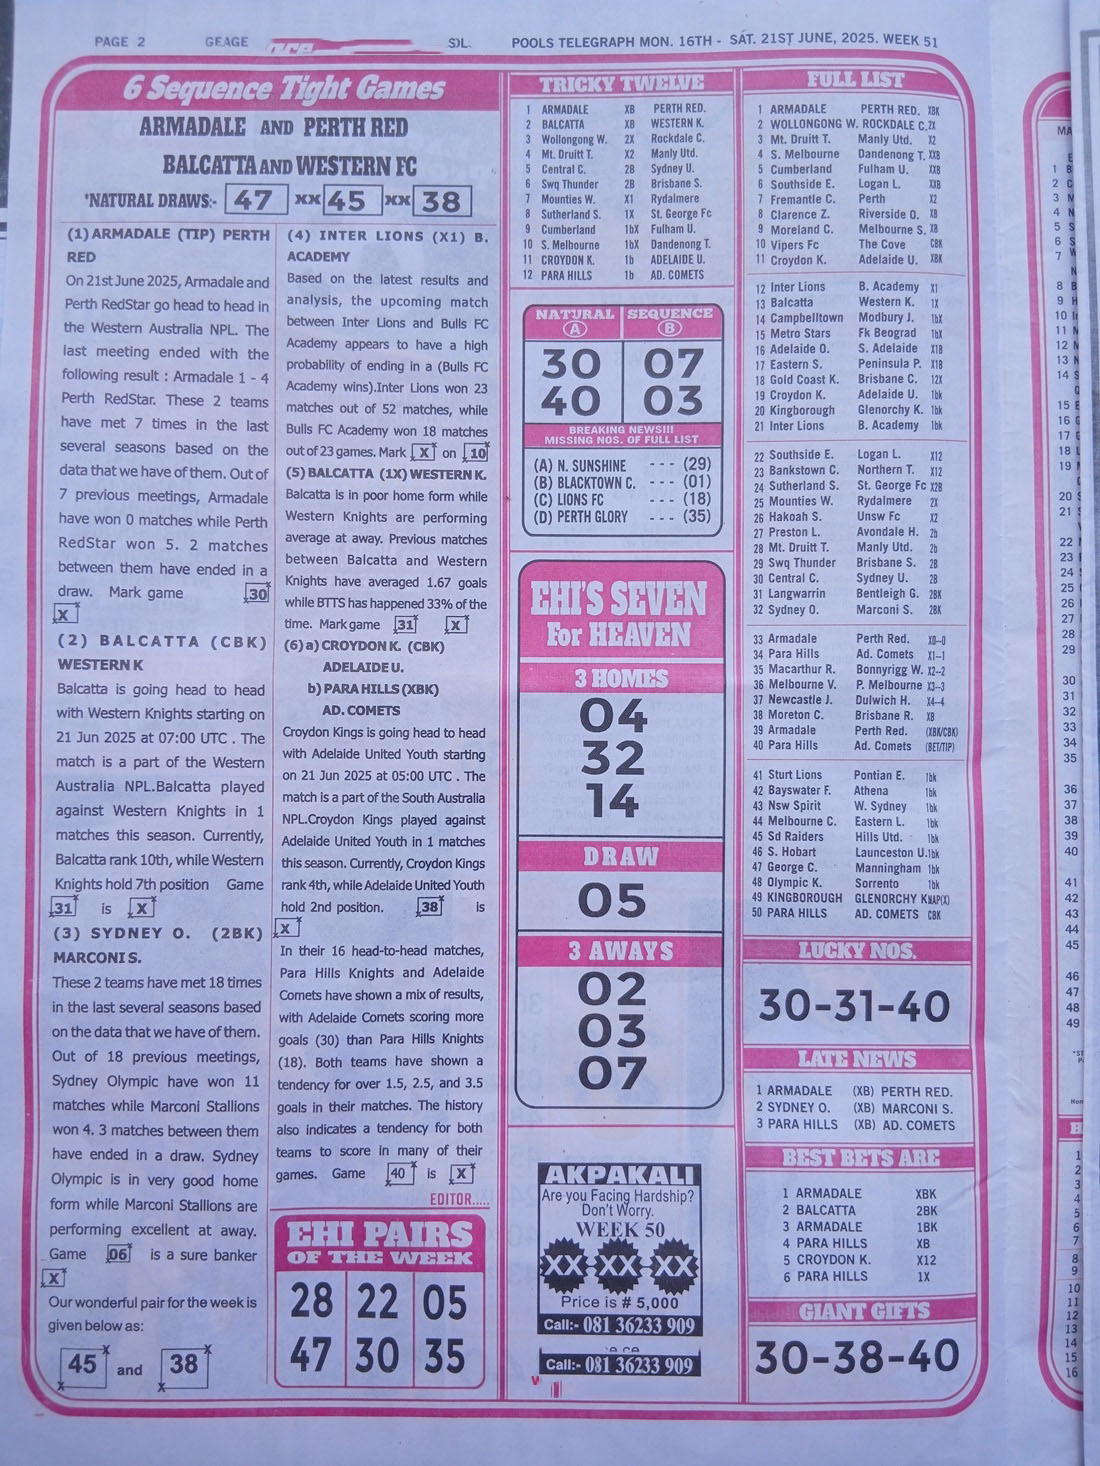 PAGE 2 GEAGE
POOLS TELEGRAPH MON. 16TH - SAT. 21ST JUNE, 2025. WEEK 51
6 Sequence Tight Games
ARMADALE AND PERTH RED
BALCATTA AND WESTERN FC
*NATURAL DRAWS:- 47 xx 45 xx 38
(1) ARMADALE (TIP) PERTH
RED
On 21st June 2025, Armadale and
Perth RedStar go head to head in
the Western Australia NPL. The
last meeting ended with the
following result : Armadale 1 - 4
Perth RedStar. These 2 teams
have met 7 times in the last
several seasons based on the
data that we have of them. Out of
7 previous meetings, Armadale
have won 0 matches while Perth
RedStar won 5. 2 matches
between them have ended in a
draw. Mark game 30
X
(2) BALCATTA (CBK)
WESTERN K
Balcatta is going head to head
with Western Knights starting on
21 Jun 2025 at 07:00 UTC . The
match is a part of the Western
Australia NPL.Balcatta played
against Western Knights in 1
matches this season. Currently,
Balcatta rank 10th, while Western
Knights hold 7th position Game
31 is X
(3) SYDNEY O. (2BK)
MARCONI S.
These 2 teams have met 18 times
in the last several seasons based
on the data that we have of them.
Out of 18 previous meetings,
Sydney Olympic have won 11
matches while Marconi Stallions
won 4. 3 matches between them
have ended in a draw. Sydney
Olympic is in very good home
form while Marconi Stallions are
performing excellent at away.
Game 06 is a sure banker
X
Our wonderful pair for the week is
given below as:
45 and 38
(4) INTER LIONS (X1) B.
ACADEMY
Based on the latest results and
analysis, the upcoming match
between Inter Lions and Bulls FC
Academy appears to have a high
probability of ending in a (Bulls FC
Academy wins).Inter Lions won 23
matches out of 52 matches, while
Bulls FC Academy won 18 matches
out of 23 games. Mark X on 10
(5) BALCATTA (1X) WESTERN K.
Balcatta is in poor home form while
Western Knights are performing
average at away. Previous matches
between Balcatta and Western
Knights have averaged 1.67 goals
while BTTS has happened 33% of the
time. Mark game 31 X
(6) a) CROYDON K. (CBK)
ADELAIDE U.
b) PARA HILLS (XBK)
AD. COMETS
Croydon Kings is going head to head
with Adelaide United Youth starting
on 21 Jun 2025 at 05:00 UTC . The
match is a part of the South Australia
NPL.Croydon Kings played against
Adelaide United Youth in 1 matches
this season. Currently, Croydon Kings
rank 4th, while Adelaide United Youth
hold 2nd position. 38 is
X
In their 16 head-to-head matches,
Para Hills Knights and Adelaide
Comets have shown a mix of results,
with Adelaide Comets scoring more
goals (30) than Para Hills Knights
(18). Both teams have shown a
tendency for over 1.5, 2.5, and 3.5
goals in their matches. The history
also indicates a tendency for both
teams to score in many of their
games. Game 40 is X
EDITOR.....
EHI PAIRS
OF THE WEEK
28 22 05
47 30 35
TRICKY TWELVE
1 ARMADALE XB PERTH RED.
2 BALCATTA XB WESTERN K.
3 Wollongong W. 2X Rockdale C.
4 Mt. Druitt T. X2 Manly Utd.
5 Central C. 2B Sydney U.
6 Swq Thunder 2B Brisbane S.
7 Mounties W. X1 Rydalmere
8 Sutherland S. 1X St. George Fc
9 Cumberland 1bX Fulham U.
10 S. Melbourne 1bX Dandenong T.
11 CROYDON K. 1b ADELAIDE U.
12 PARA HILLS 1b AD. COMETS
NATURAL A SEQUENCE B
30 07
40 03
BREAKING NEWS!!!
MISSING NOS. OF FULL LIST
(A) N. SUNSHINE - - - (29)
(B) BLACKTOWN C. - - - (01)
(C) LIONS FC - - - (18)
(D) PERTH GLORY - - - (35)
EHI'S SEVEN
For HEAVEN
3 HOMES
04
32
14
DRAW
05
3 AWAYS
02
03
07
AKPAKALI
Are you Facing Hardship?
Don't Worry.
WEEK 50
XX XX XX
Price is # 5,000
Call:- 081 36233 909
Call:- 081 36233 909
FULL LIST
1 ARMADALE PERTH RED. XBK
2 WOLLONGONG W. ROCKDALE C, 2X
3 Mt. Druitt T. Manly Utd. X2
4 S. Melbourne Dandenong T. XXB
5 Cumberland Fulham U. XXB
6 Southside E. Logan L. XXB
7 Fremantle C. Perth X2
8 Clarence Z. Riverside O. XB
9 Moreland C. Melbourne S. XB
10 Vipers Fc The Cove CBK
11 Croydon K. Adelaide U. XBK
12 Inter Lions B. Academy X1
13 Balcatta Western K. 1X
14 Campbelltown Modbury J. 1bX
15 Metro Stars Fk Beograd 1bX
16 Adelaide O. S. Adelaide X1B
17 Eastern S. Peninsula P. X1B
18 Gold Coast K. Brisbane C. 12X
19 Croydon K. Adelaide U. 1bk
20 Kingborough Glenorchy K. 1bk
21 Inter Lions B. Academy 1bk
22 Southside E. Logan L. X12
23 Bankstown C. Northern T. X12
24 Sutherland S. St. George Fc X2B
25 Mounties W. Rydalmere 2X
26 Hakoah S. Unsw Fc X2
27 Preston L. Avondale H. 2b
28 Mt. Druitt T. Manly Utd. 2b
29 Swq Thunder Brisbane S. 2B
30 Central C. Sydney U. 2B
31 Langwarrin Bentleigh G. 2BK
32 Sydney O. Marconi S. 2BK
33 Armadale Perth Red. X0--0
34 Para Hills Ad. Comets X1--1
35 Macarthur R. Bonnyrigg W. X2--2
36 Melbourne V. P. Melbourne X3--3
37 Newcastle J. Dulwich H. X4--4
38 Moreton C. Brisbane R. XB
39 Armadale Perth Red. (XBK/CBK)
40 Para Hills Ad. Comets (BET/TIP)
41 Sturt Lions Pontian E. 1bk
42 Bayswater F. Athena 1bk
43 Nsw Spirit W. Sydney 1bk
44 Melbourne C. Eastern L. 1bk
45 Sd Raiders Hills Utd. 1bk
46 S. Hobart Launceston U. 1bk
47 George C. Manningham 1bk
48 Olympic K. Sorrento 1bk
49 KINGBOROUGH GLENORCHY K NAP(X)
50 PARA HILLS AD. COMETS CBK
LUCKY NOS.
30-31-40
LATE NEWS
1 ARMADALE (XB) PERTH RED.
2 SYDNEY O. (XB) MARCONI S.
3 PARA HILLS (XB) AD. COMETS
BEST BETS ARE
1 ARMADALE XBK
2 BALCATTA 2BK
3 ARMADALE 1BK
4 PARA HILLS XB
5 CROYDON K. X12
6 PARA HILLS 1X
GIANT GIFTS
30-38-40